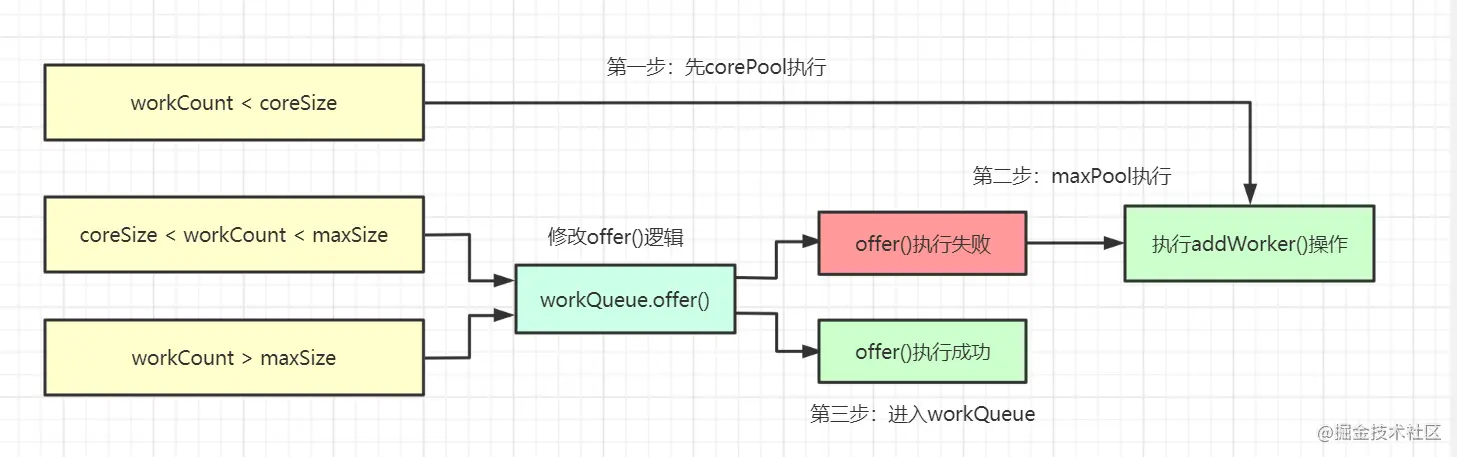 第一步：先corePool执行
workCount < coreSize
第二步：maxPool执行
coreSize < workCount < maxSize
修改offer()逻辑
offer()执行失败
执行addWorker()操作
workQueue.offer()
workCount > maxSize
offer()执行成功
第三步：进入workQueue
@掘金技术社区